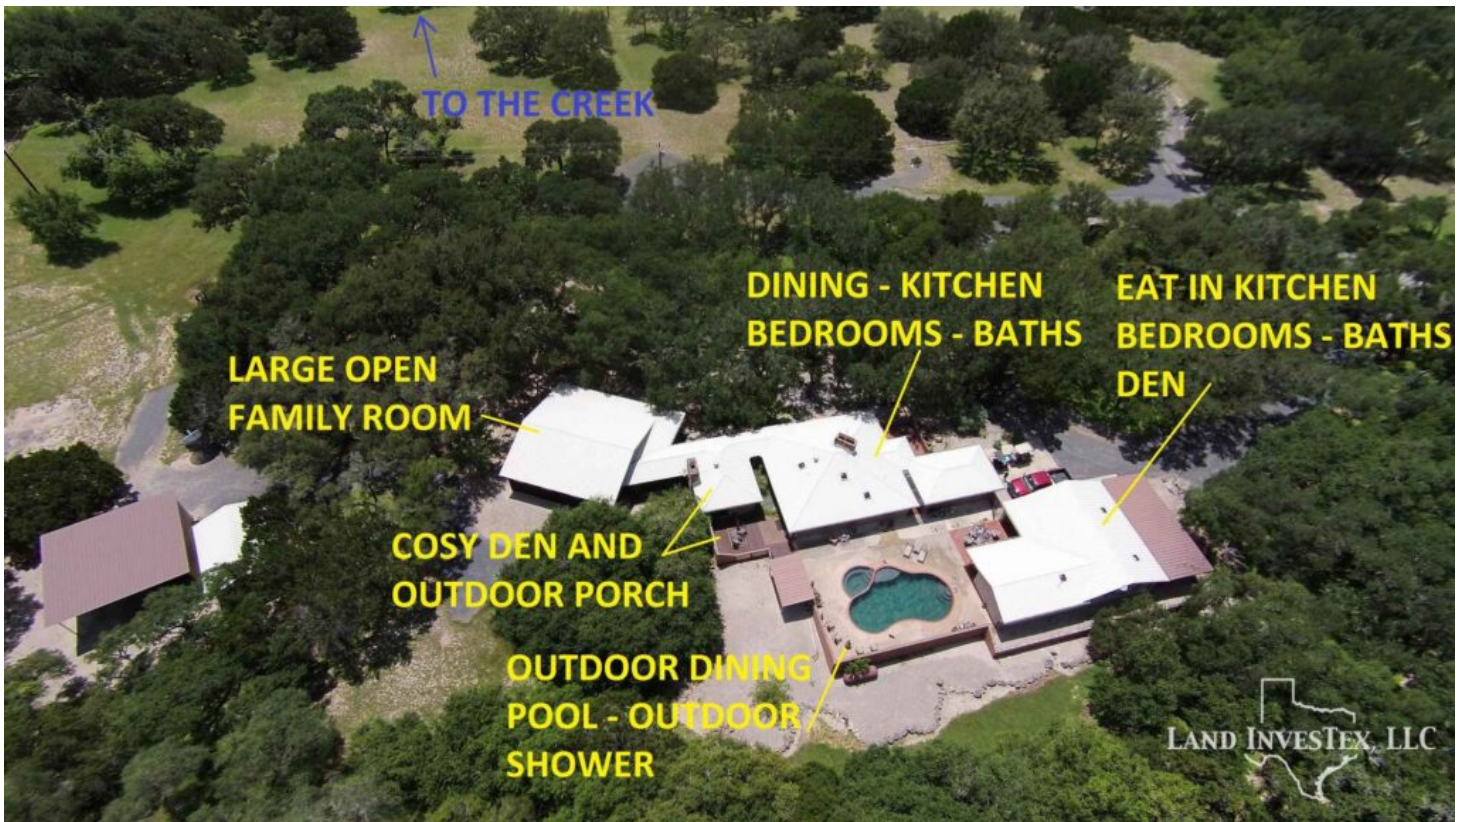 TO THE CREEK
DINING - KITCHEN
BEDROOMS - BATHS
EAT IN KITCHEN
BEDROOMS - BATHS
DEN
LARGE OPEN
FAMILY ROOM
COSY DEN AND
OUTDOOR PORCH
OUTDOOR DINING
POOL - OUTDOOR
SHOWER
LAND INVESTEX, LLC